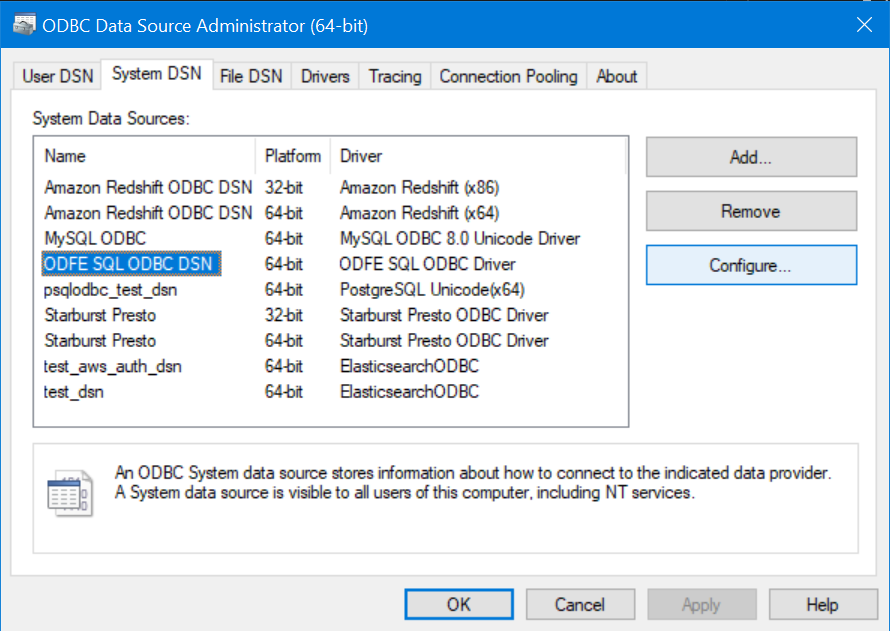 ODBC Data Source Administrator (64-bit)
User DSN System DSN File DSN Drivers Tracing Connection Pooling About
System Data Sources:
Name Platform Driver
Amazon Redshift ODBC DSN 32-bit Amazon Redshift (x86)
Amazon Redshift ODBC DSN 64-bit Amazon Redshift (x64)
MySQL ODBC 64-bit MySQL ODBC 8.0 Unicode Driver
ODFE SQL ODBC DSN 64-bit ODFE SQL ODBC Driver
psqlodbc_test_dsn 64-bit PostgreSQL Unicode(x64)
Starburst Presto 32-bit Starburst Presto ODBC Driver
Starburst Presto 64-bit Starburst Presto ODBC Driver
test_aws_auth_dsn 64-bit ElasticsearchODBC
test_dsn 64-bit ElasticsearchODBC
Add...
Remove
Configure...
An ODBC System data source stores information about how to connect to the indicated data provider.
A System data source is visible to all users of this computer, including NT services.
OK Cancel Apply Help